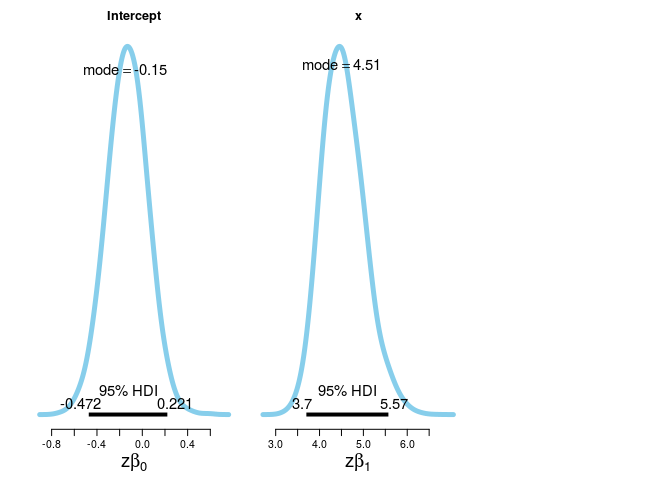 Intercept
mode = -0.15
95% HDI
-0.472 0.221
-0.8 -0.4 0.0 0.4
zβ0
x
mode = 4.51
95% HDI
3.7 5.57
3.0 4.0 5.0 6.0
zβ1